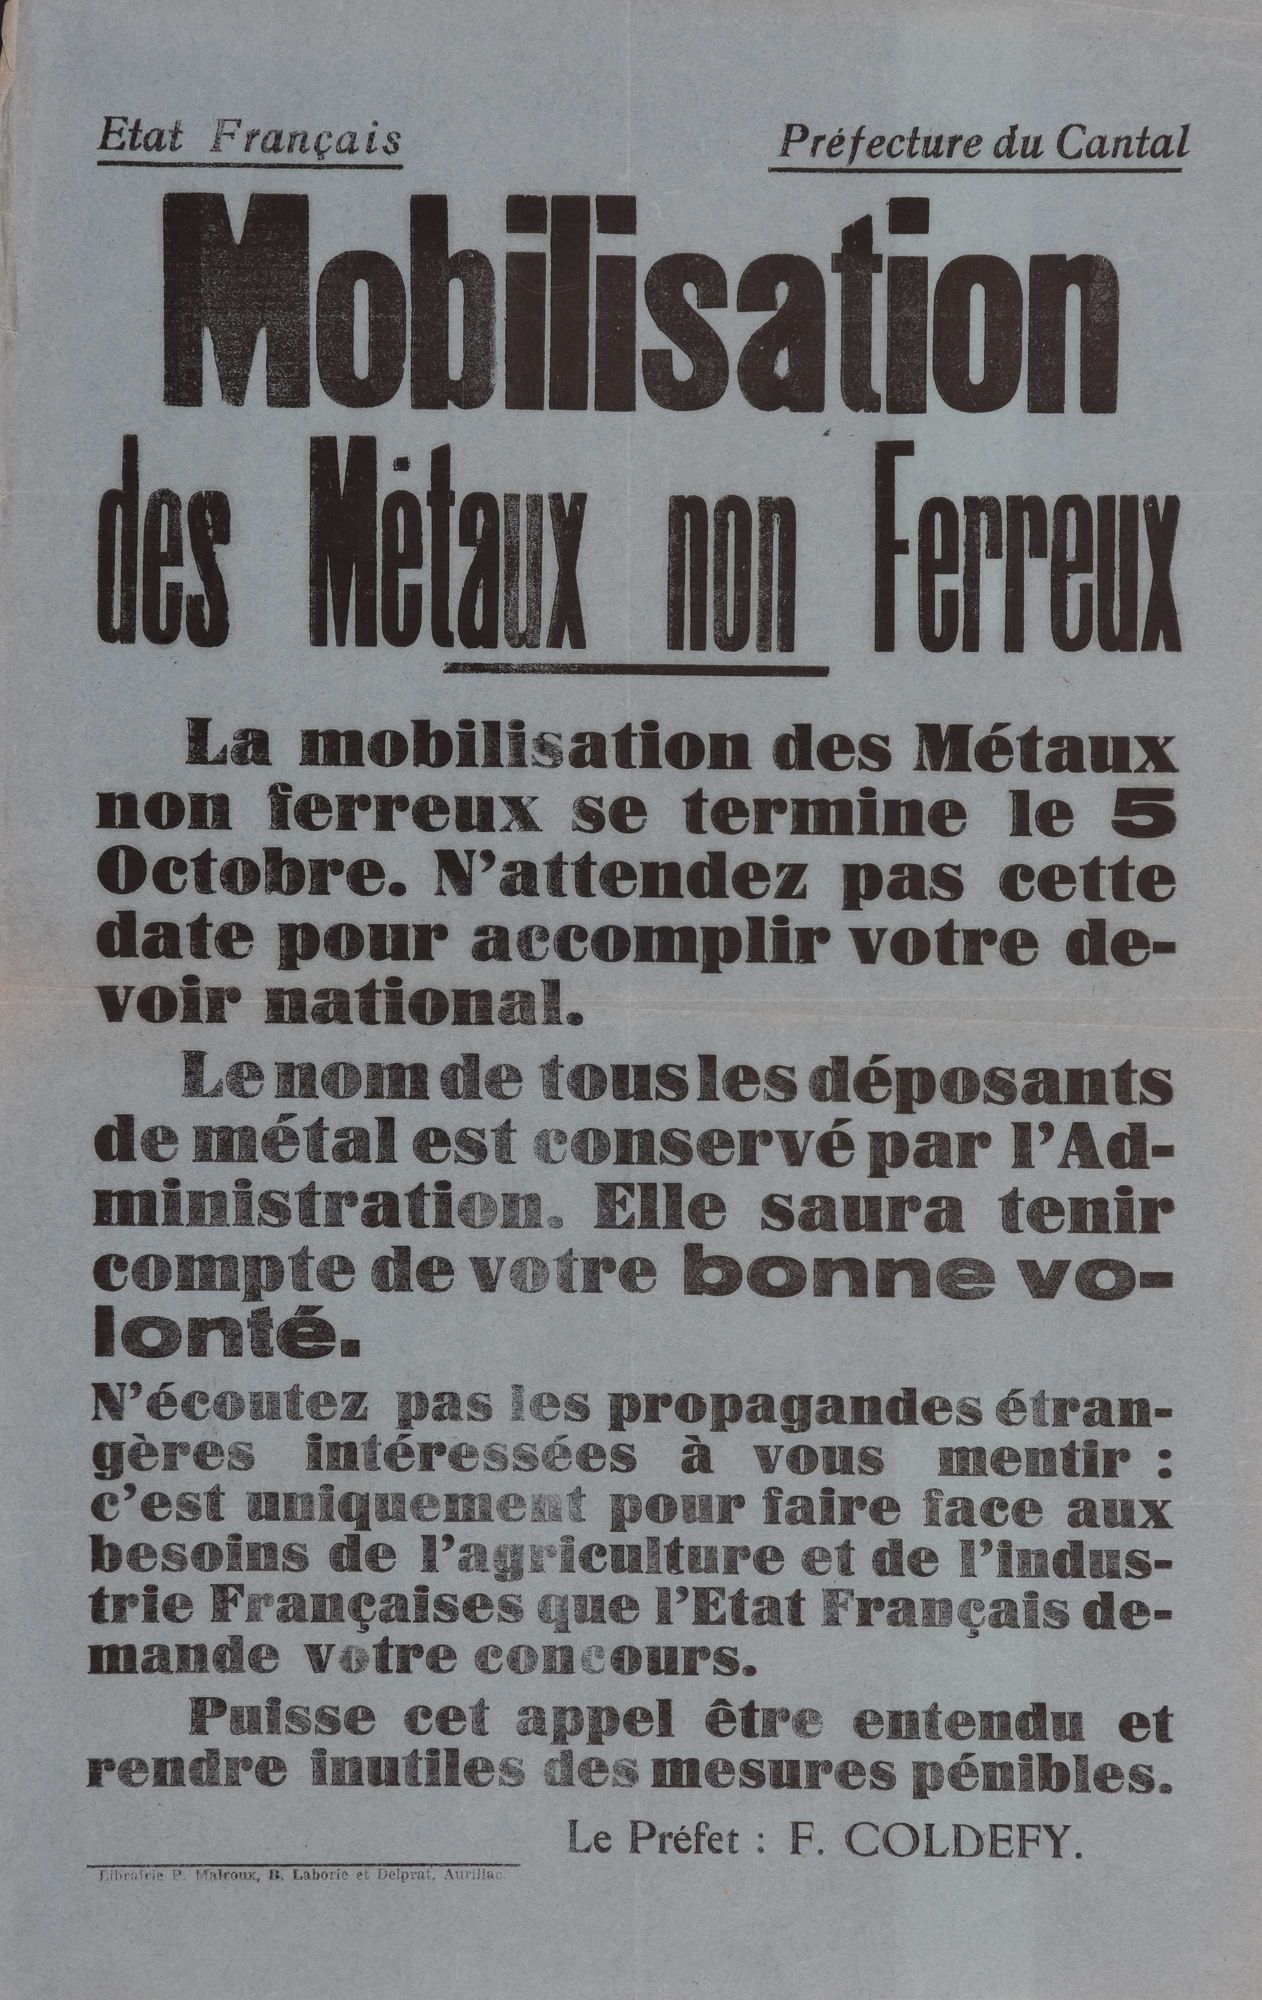 Etat Français
Préfecture du Cantal
Mobilisation
des Métaux non Ferreux
La mobilisation des Métaux
non ferreux se termine le 5
Octobre. N'attendez pas cette
date pour accomplir votre de-
voir national.
Le nom de tous les déposants
de métal est conservé par l'Ad-
ministration. Elle saura tenir
compte de votre bonne vo-
lonté.
N'écoutez pas les propagandes étran-
gères intéressées à vous mentir :
c'est uniquement pour faire face aux
besoins de l'agriculture et de l'indus-
trie Françaises que l'Etat Français de-
mande votre concours.
Puisse cet appel être entendu et
rendre inutiles des mesures pénibles.
Le Préfet : F. COLDEFY.
Librairie P. Malroux, B. Laborie et Delprat, Aurillac.